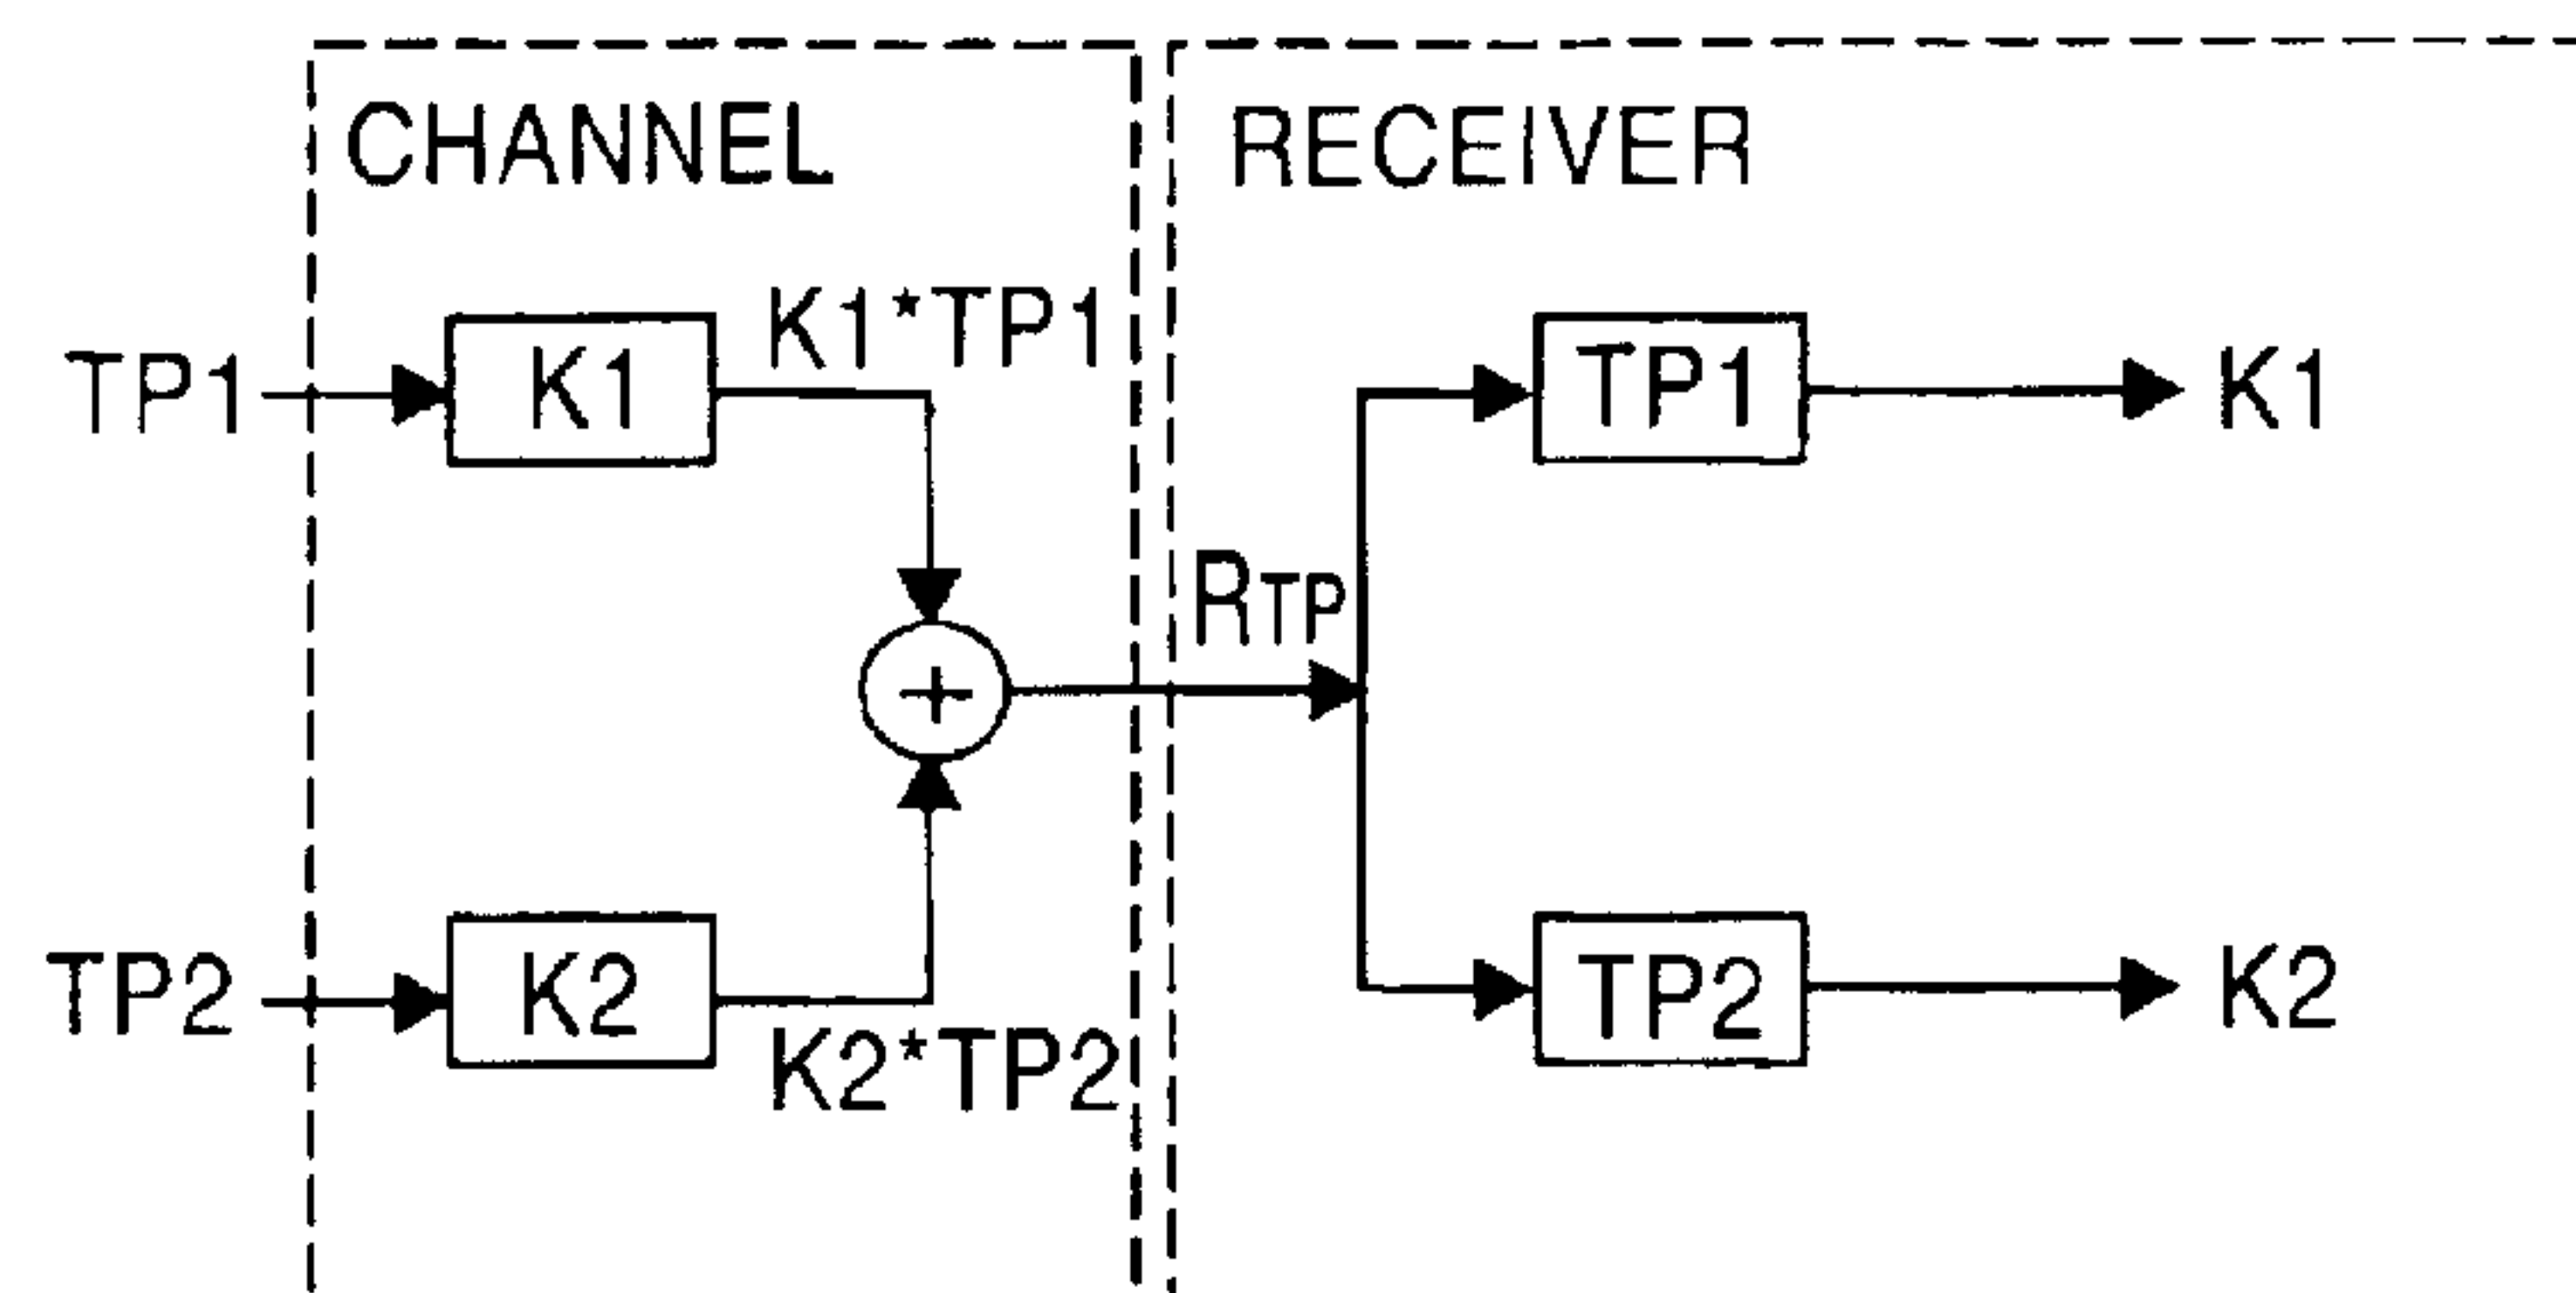 CHANNEL
RECEIVER
TP1
K1
K1*TP1
TP1
K1
+
RTP
TP2
K2
K2*TP2
TP2
K2